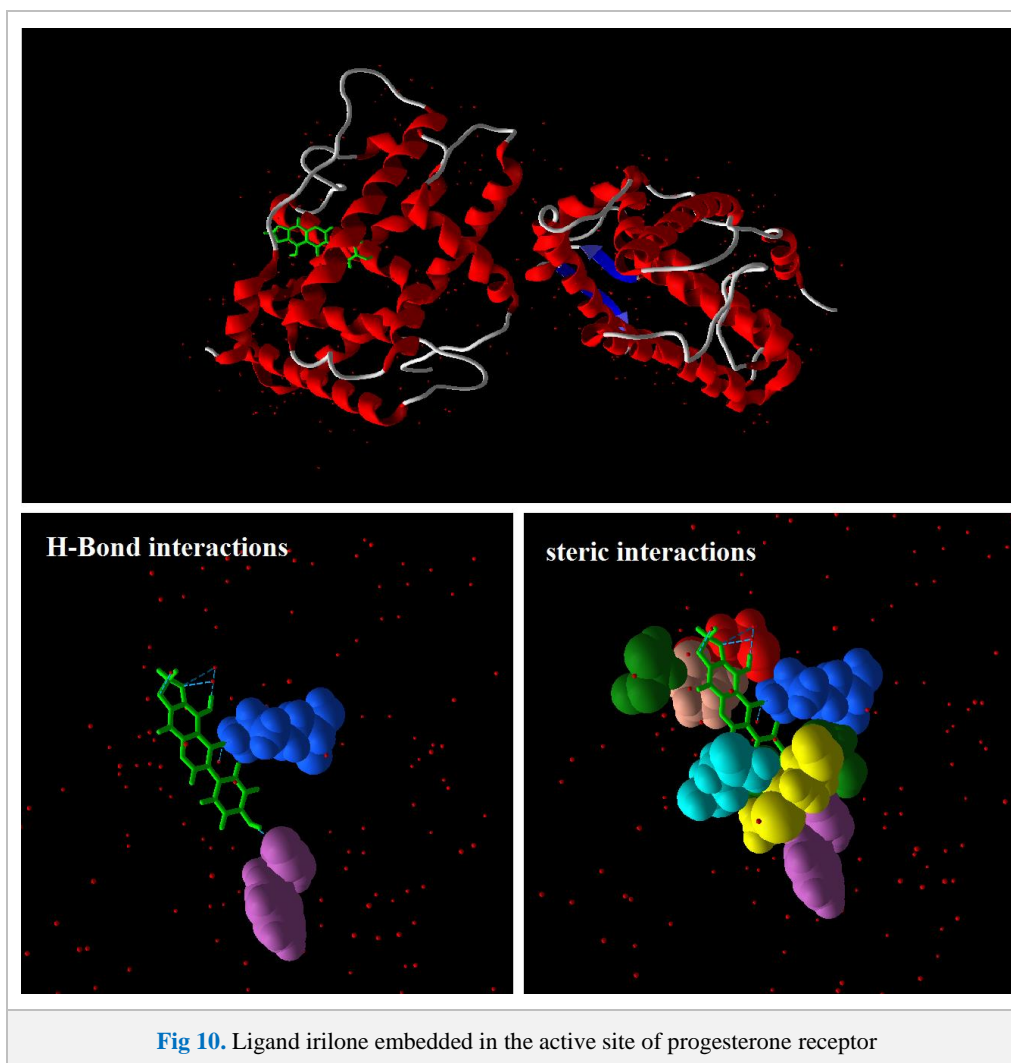 H-Bond interactions
steric interactions
Fig 10. Ligand irilone embedded in the active site of progesterone receptor